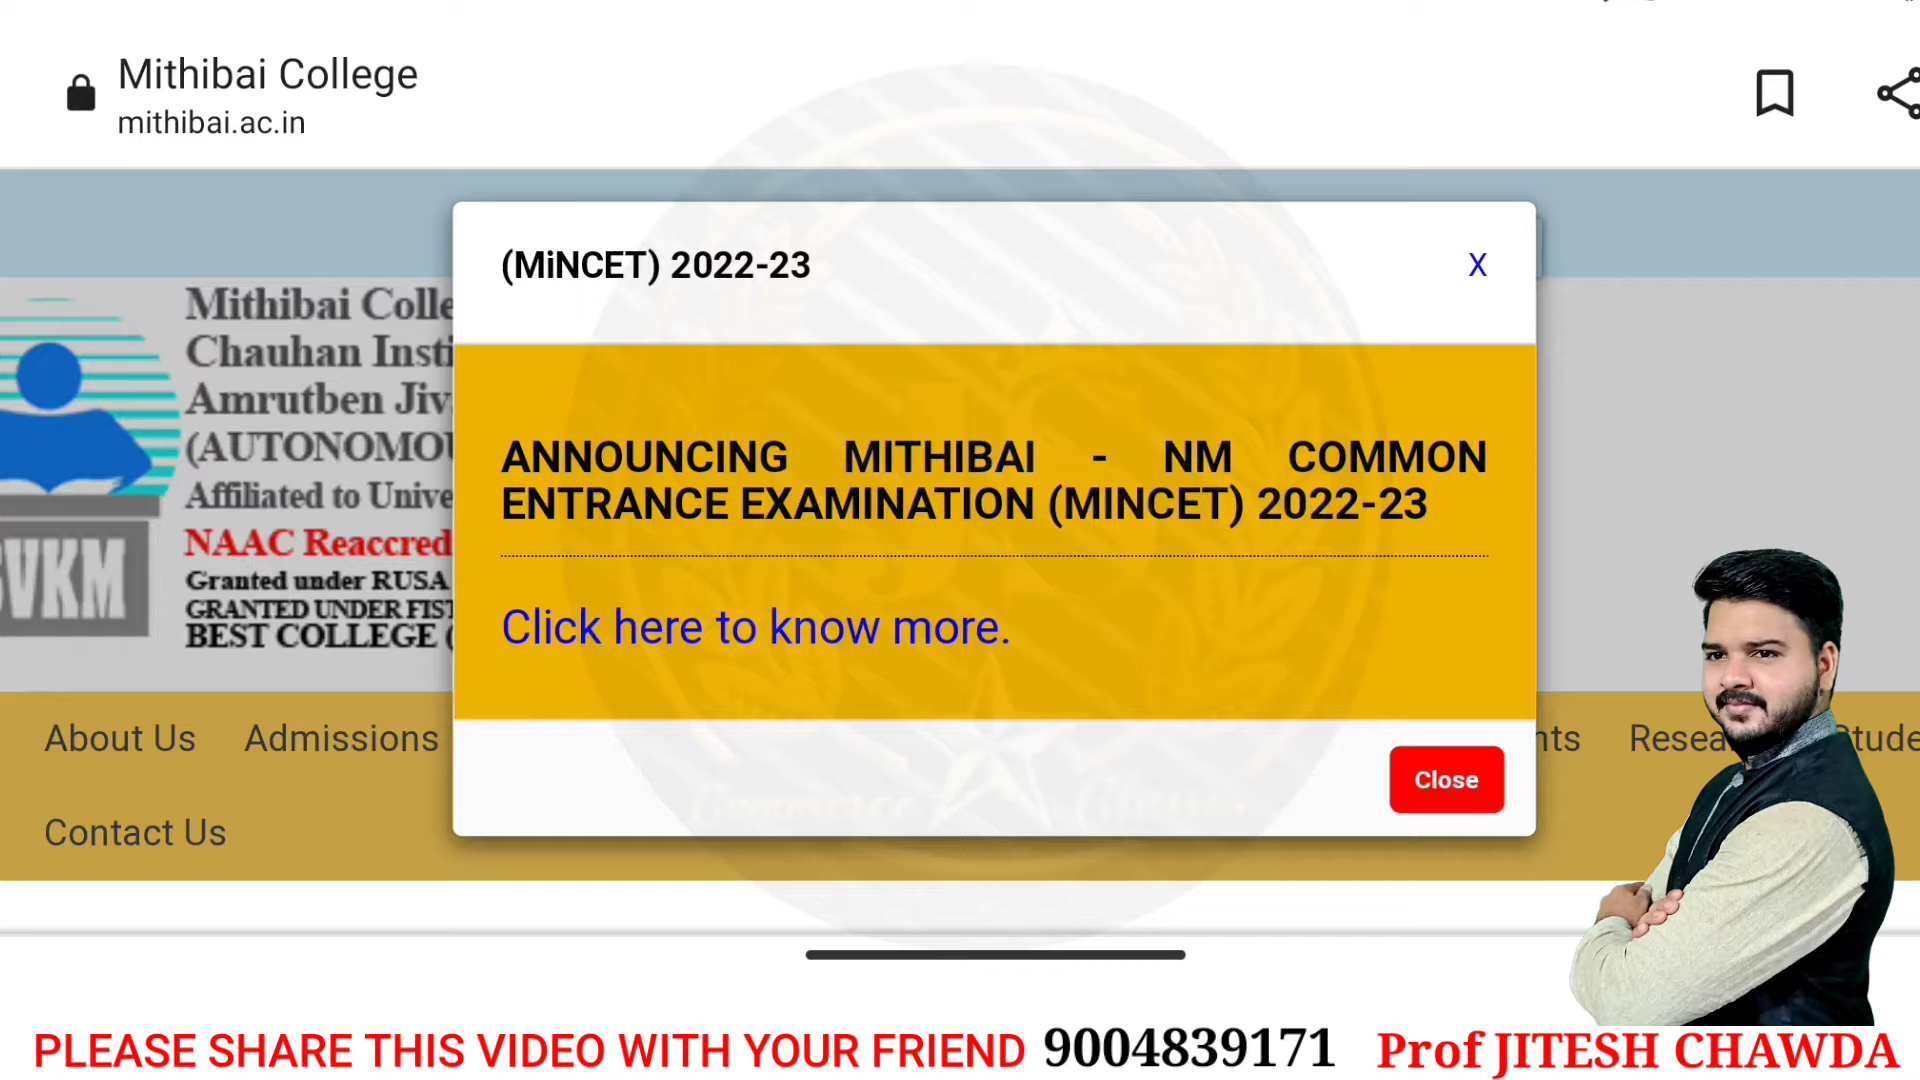 Mithibai College
mithibai.ac.in
(MiNCET) 2022-23 X
Mithibai Colle
Chauhan Insti
Amrutben Jiv
(AUTONOMOU
Affiliated to Unive
NAAC Reaccred
Granted under RUSA
GRANTED UNDER FIST
BEST COLLEGE (
SVKM
ANNOUNCING MITHIBAI - NM COMMON
ENTRANCE EXAMINATION (MINCET) 2022-23
Click here to know more.
About Us Admissions nts Resea Stude
Close
Contact Us
PLEASE SHARE THIS VIDEO WITH YOUR FRIEND 9004839171 Prof JITESH CHAWDA